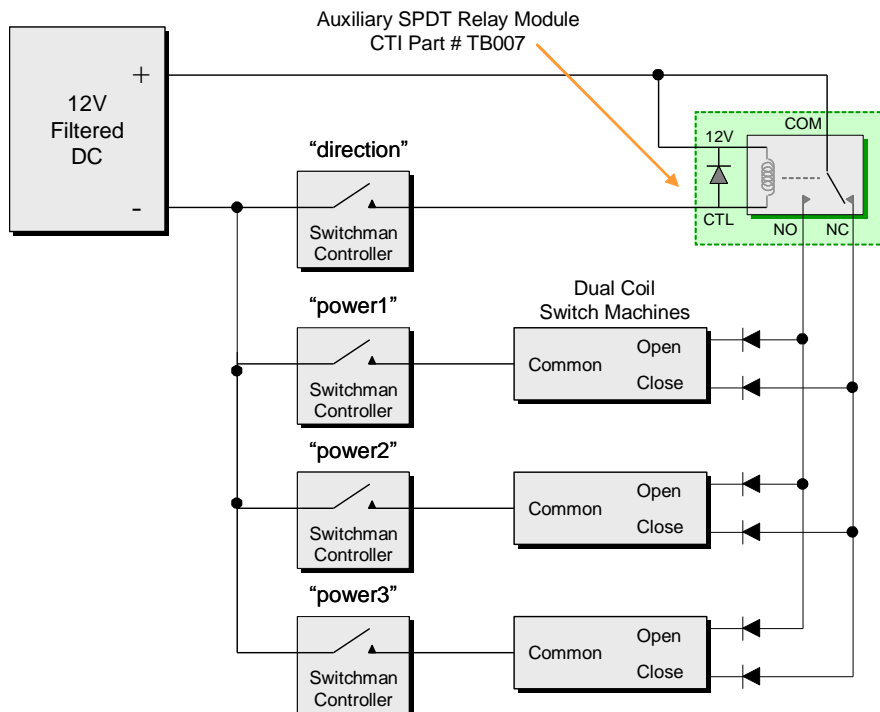 Auxiliary SPDT Relay Module
CTI Part # TB007
+
12V
Filtered
DC
-
“direction”
Switchman
Controller
12V
CTL
COM
NO
NC
Dual Coil
Switch Machines
“power1”
Switchman
Controller
Common
Open
Close
“power2”
Switchman
Controller
Common
Open
Close
“power3”
Switchman
Controller
Common
Open
Close